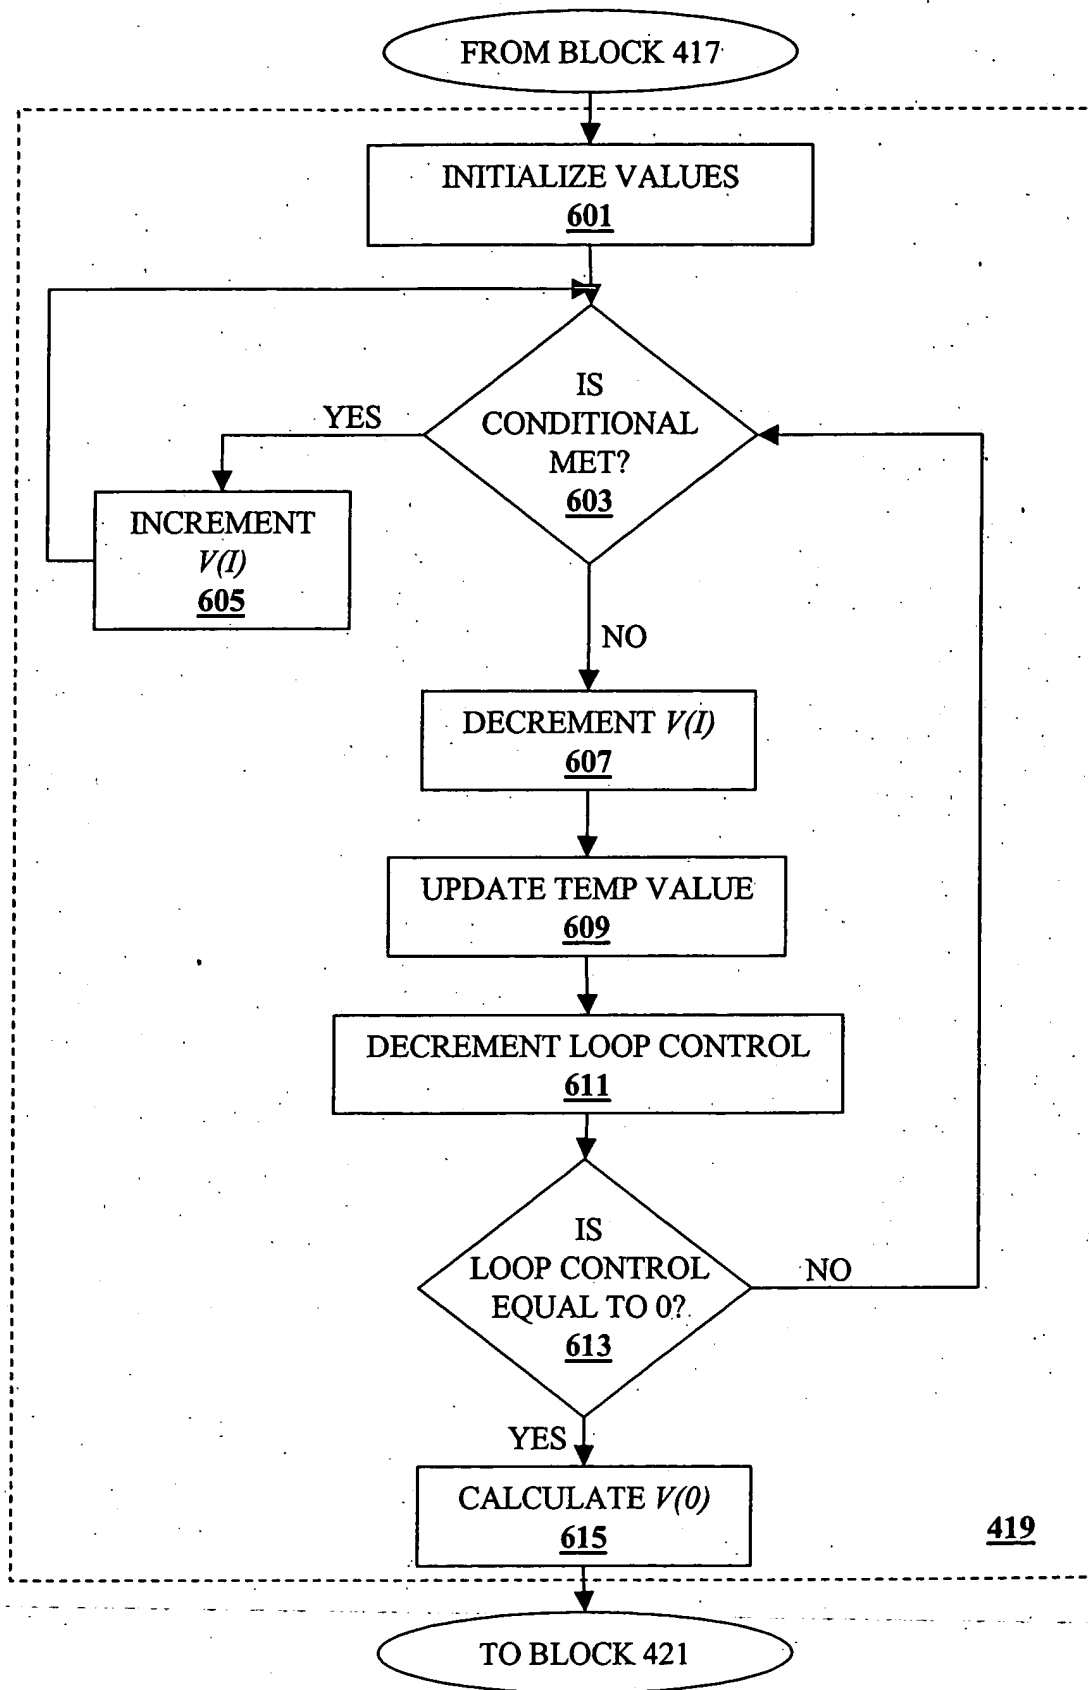 FROM BLOCK 417
INITIALIZE VALUES
601
IS
CONDITIONAL
MET?
603
YES
INCREMENT
V(I)
605
NO
DECREMENT V(I)
607
UPDATE TEMP VALUE
609
DECREMENT LOOP CONTROL
611
IS
LOOP CONTROL
EQUAL TO 0?
613
NO
YES
CALCULATE V(0)
615
419
TO BLOCK 421